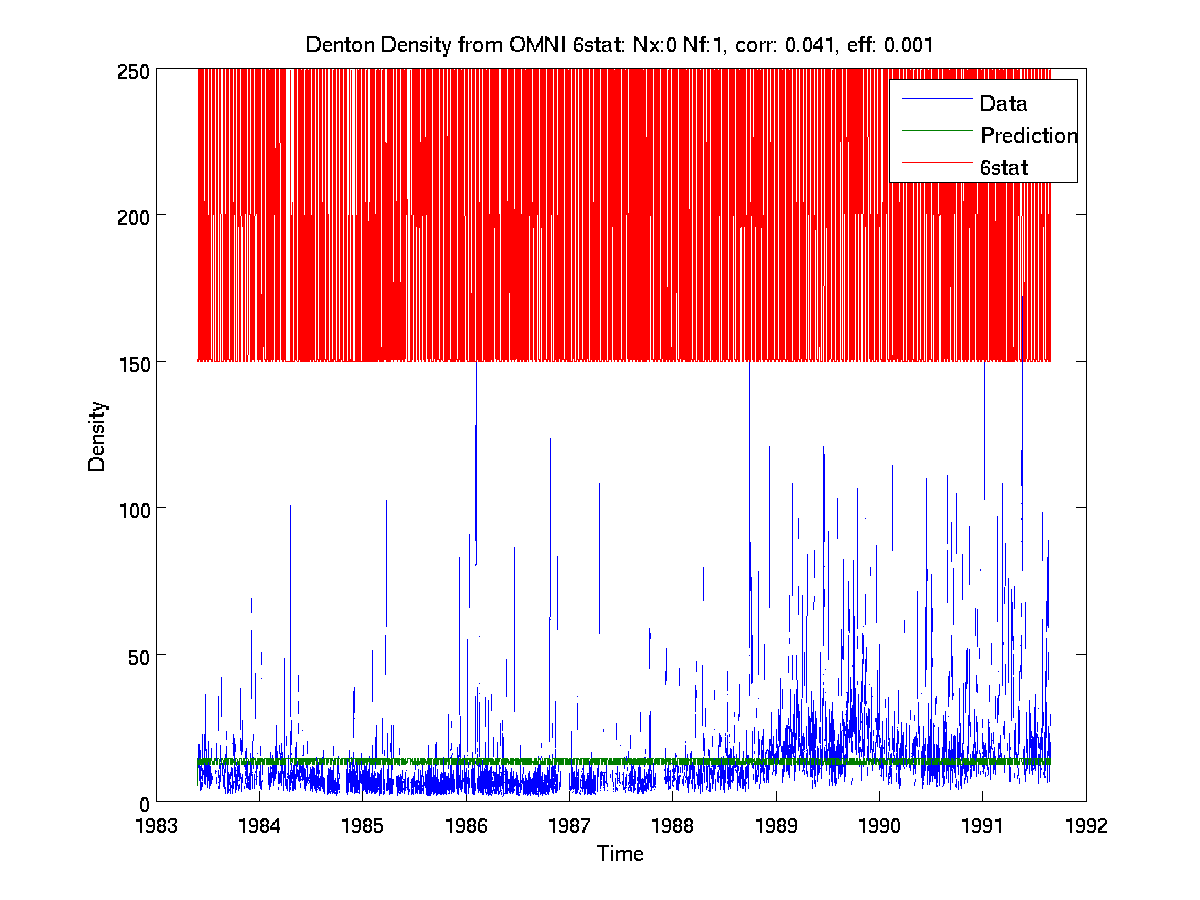 Denton Density from OMNI 6stat: Nx:0 Nf:1, corr: 0.041, eff: 0.001
250
200
150
100
50
0
Density
Data
Prediction
6stat
1983 1984 1985 1986 1987 1988 1989 1990 1991 1992
Time